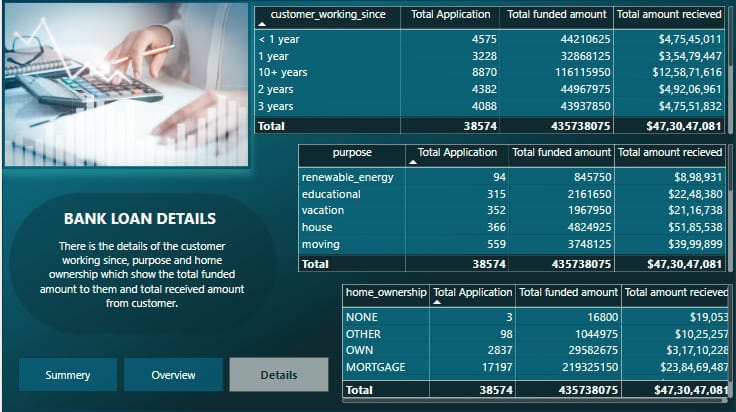 customer_working_since Total Application Total funded amount Total amount recieved
< 1 year 4575 44210625 $4,75,45,011
1 year 3228 32868125 $3,54,79,447
10+ years 8870 116115950 $12,58,71,616
2 years 4382 44967975 $4,92,06,961
3 years 4088 43937850 $4,75,51,832
Total 38574 435738075 $47,30,47,081
purpose Total Application Total funded amount Total amount recieved
renewable_energy 94 845750 $8,98,931
educational 315 2161650 $22,48,380
vacation 352 1967950 $21,16,738
house 366 4824925 $51,85,538
moving 559 3748125 $39,99,899
Total 38574 435738075 $47,30,47,081
BANK LOAN DETAILS
There is the details of the customer
working since, purpose and home
ownership which show the total funded
amount to them and total received amount
from customer.
home_ownership Total Application Total funded amount Total amount recieved
NONE 3 16800 $19,053
OTHER 98 1044975 $10,25,257
OWN 2837 29582675 $3,17,10,228
MORTGAGE 17197 219325150 $23,84,69,487
Total 38574 435738075 $47,30,47,081
Summery Overview Details